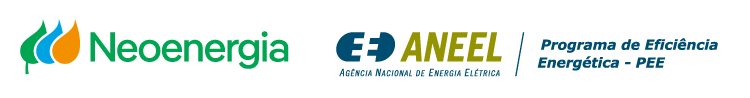 Neoenergia
ANEEL
AGÊNCIA NACIONAL DE ENERGIA ELÉTRICA
Programa de Eficiência
Energética - PEE